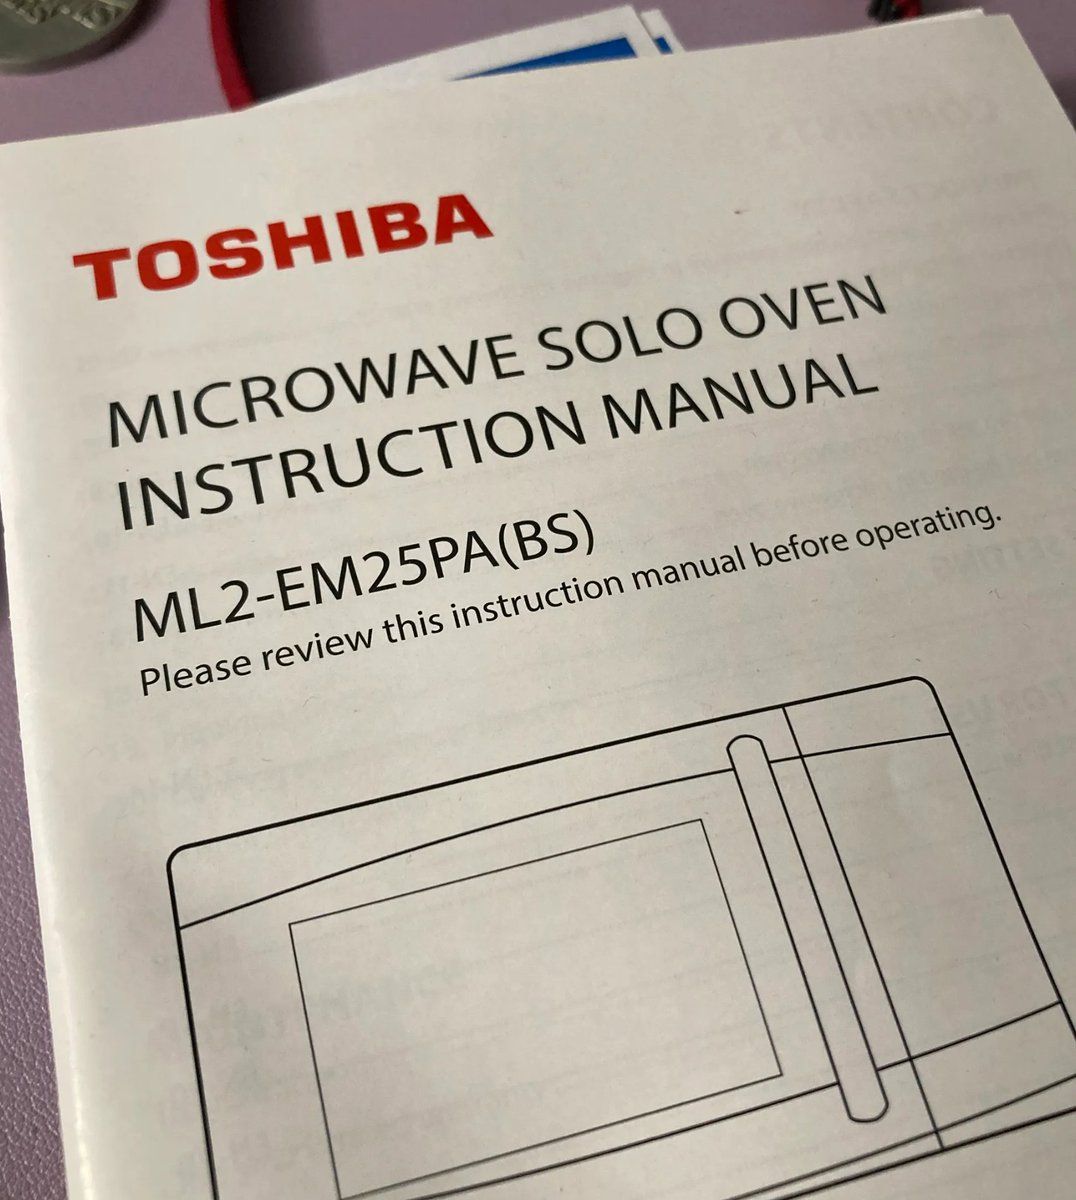 TOSHIBA
MICROWAVE SOLO OVEN
INSTRUCTION MANUAL
ML2-EM25PA(BS)
Please review this instruction manual before operating.